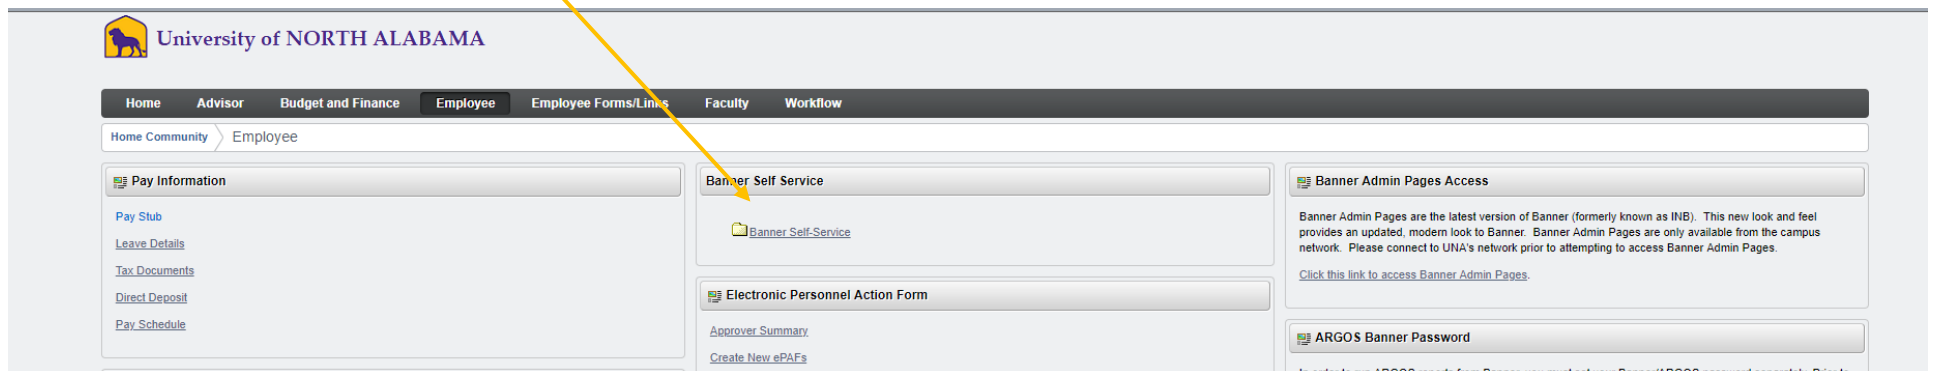 University of NORTH ALABAMA
Home Advisor Budget and Finance Employee Employee Forms/Links Faculty Workflow
Home Community Employee
Pay Information
Pay Stub
Leave Details
Tax Documents
Direct Deposit
Pay Schedule
Banner Self Service
Banner Self-Service
Electronic Personnel Action Form
Approver Summary
Create New ePAFs
Banner Admin Pages Access
Banner Admin Pages are the latest version of Banner (formerly known as INB). This new look and feel
provides an updated, modern look to Banner. Banner Admin Pages are only available from the campus
network. Please connect to UNA's network prior to attempting to access Banner Admin Pages.
Click this link to access Banner Admin Pages.
ARGOS Banner Password